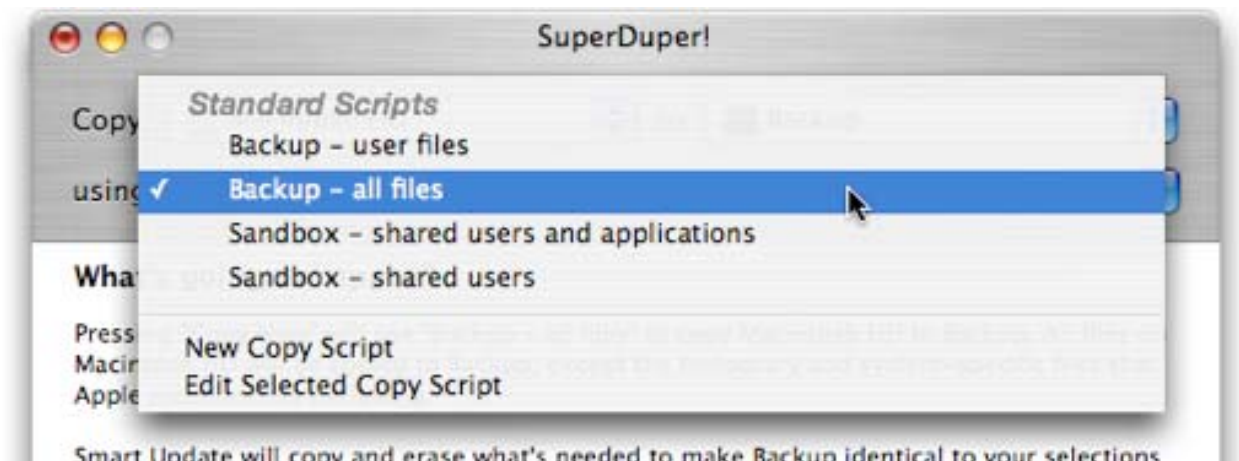 SuperDuper!
Copy
Standard Scripts
Backup – user files
using ✓ Backup – all files
Sandbox – shared users and applications
Sandbox – shared users
What's going
New Copy Script
Edit Selected Copy Script
Apple
Smart Update will copy and erase what's needed to make Backup identical to your selections